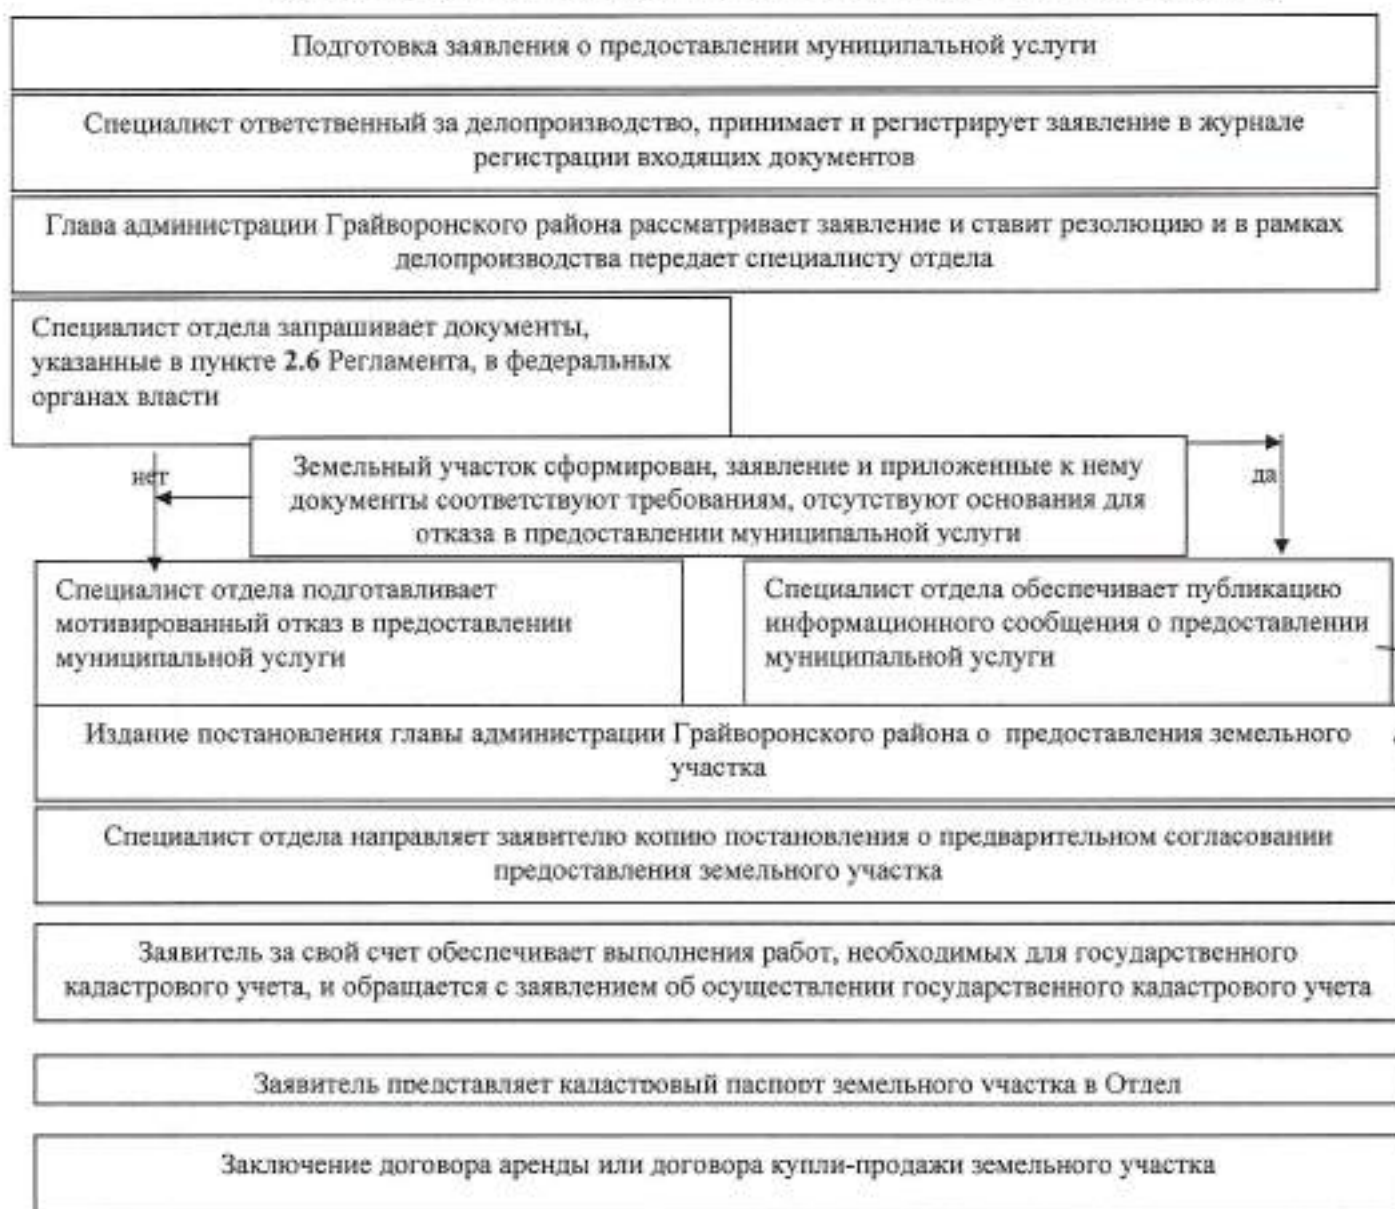 Подготовка заявления о предоставлении муниципальной услуги
Специалист ответственный за делопроизводство, принимает и регистрирует заявление в журнале
регистрации входящих документов
Глава администрации Грайворонского района рассматривает заявление и ставит резолюцию и в рамках
делопроизводства передает специалисту отдела
Специалист отдела запрашивает документы,
указанные в пункте 2.6 Регламента, в федеральных
органах власти
нет
Земельный участок сформирован, заявление и приложенные к нему
документы соответствуют требованиям, отсутствуют основания для
отказа в предоставлении муниципальной услуги
да
Специалист отдела подготавливает
мотивированный отказ в предоставлении
муниципальной услуги
Специалист отдела обеспечивает публикацию
информационного сообщения о предоставлении
муниципальной услуги
Издание постановления главы администрации Грайворонского района о предоставления земельного
участка
Специалист отдела направляет заявителю копию постановления о предварительном согласовании
предоставления земельного участка
Заявитель за свой счет обеспечивает выполнения работ, необходимых для государственного
кадастрового учета, и обращается с заявлением об осуществлении государственного кадастрового учета
Заявитель представляет кадастровый паспорт земельного участка в Отдел
Заключение договора аренды или договора купли-продажи земельного участка